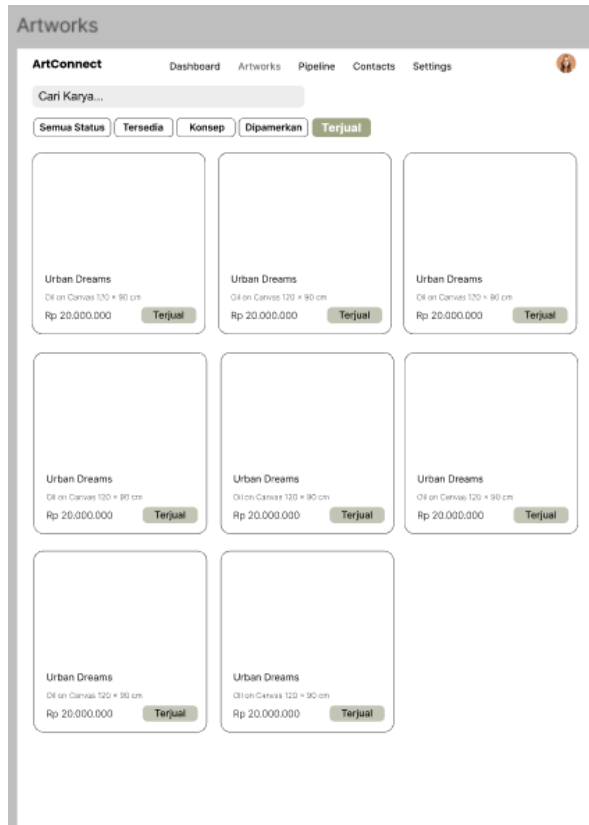 Artworks
ArtConnect Dashboard Artworks Pipeline Contacts Settings
Cari Karya...
Semua Status Tersedia Konsep Dipamerkan Terjual
Urban Dreams Urban Dreams Urban Dreams
Oil on Canvas 120 × 90 cm Oil on Canvas 120 × 90 cm Oil on Canvas 120 × 90 cm
Rp 20.000.000 Terjual Rp 20.000.000 Terjual Rp 20.000.000 Terjual
Urban Dreams Urban Dreams Urban Dreams
Oil on Canvas 120 × 90 cm Oil on Canvas 120 × 90 cm Oil on Canvas 120 × 90 cm
Rp 20.000.000 Terjual Rp 20.000.000 Terjual Rp 20.000.000 Terjual
Urban Dreams Urban Dreams
Oil on Canvas 120 × 90 cm Oil on Canvas 120 × 90 cm
Rp 20.000.000 Terjual Rp 20.000.000 Terjual